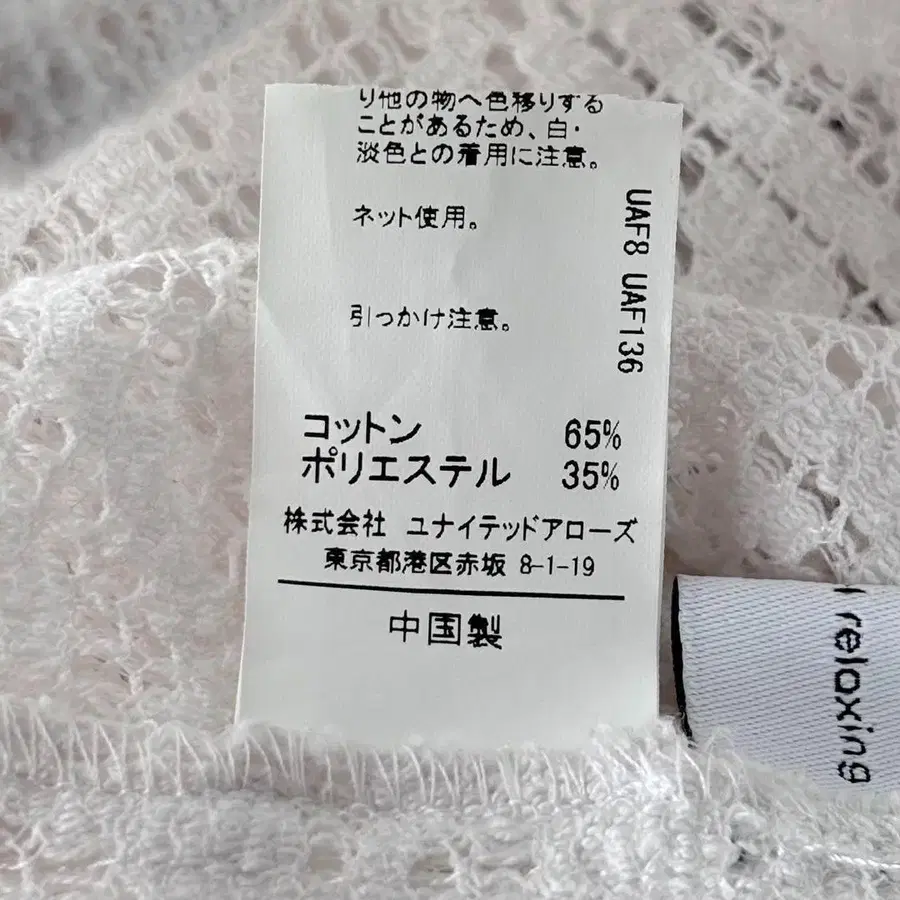 り他の物へ色移りする
ことがあるため、白・
淡色との着用に注意。
ネット使用。
引っかけ注意。
UAF8 UAF136
コットン 65%
ポリエステル 35%
株式会社 ユナイテッドアローズ
東京都港区赤坂 8-1-19
中国製
relaxing